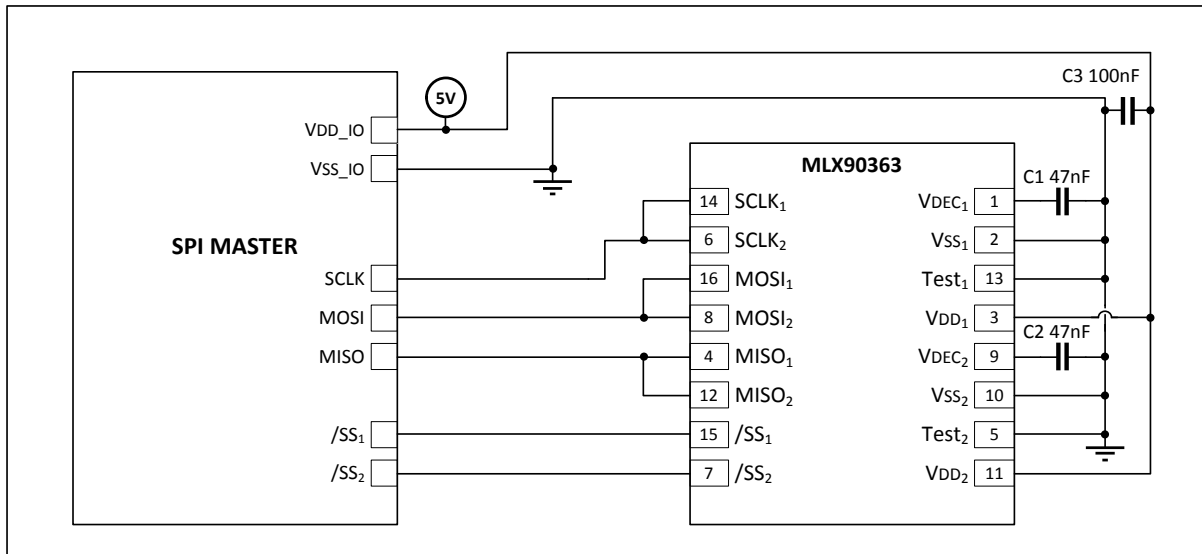 C3 100nF
5V
VDD_IO
VSS_IO
MLX90363
C1 47nF
14 SCLK₁ VDEC₁ 1
6 SCLK₂ VSS₁ 2
SPI MASTER
SCLK 16 MOSI₁ Test₁ 13
MOSI 8 MOSI₂ VDD₁ 3
C2 47nF
MISO 4 MISO₁ VDEC₂ 9
12 MISO₂ VSS₂ 10
/SS₁ 15 /SS₁ Test₂ 5
/SS₂ 7 /SS₂ VDD₂ 11